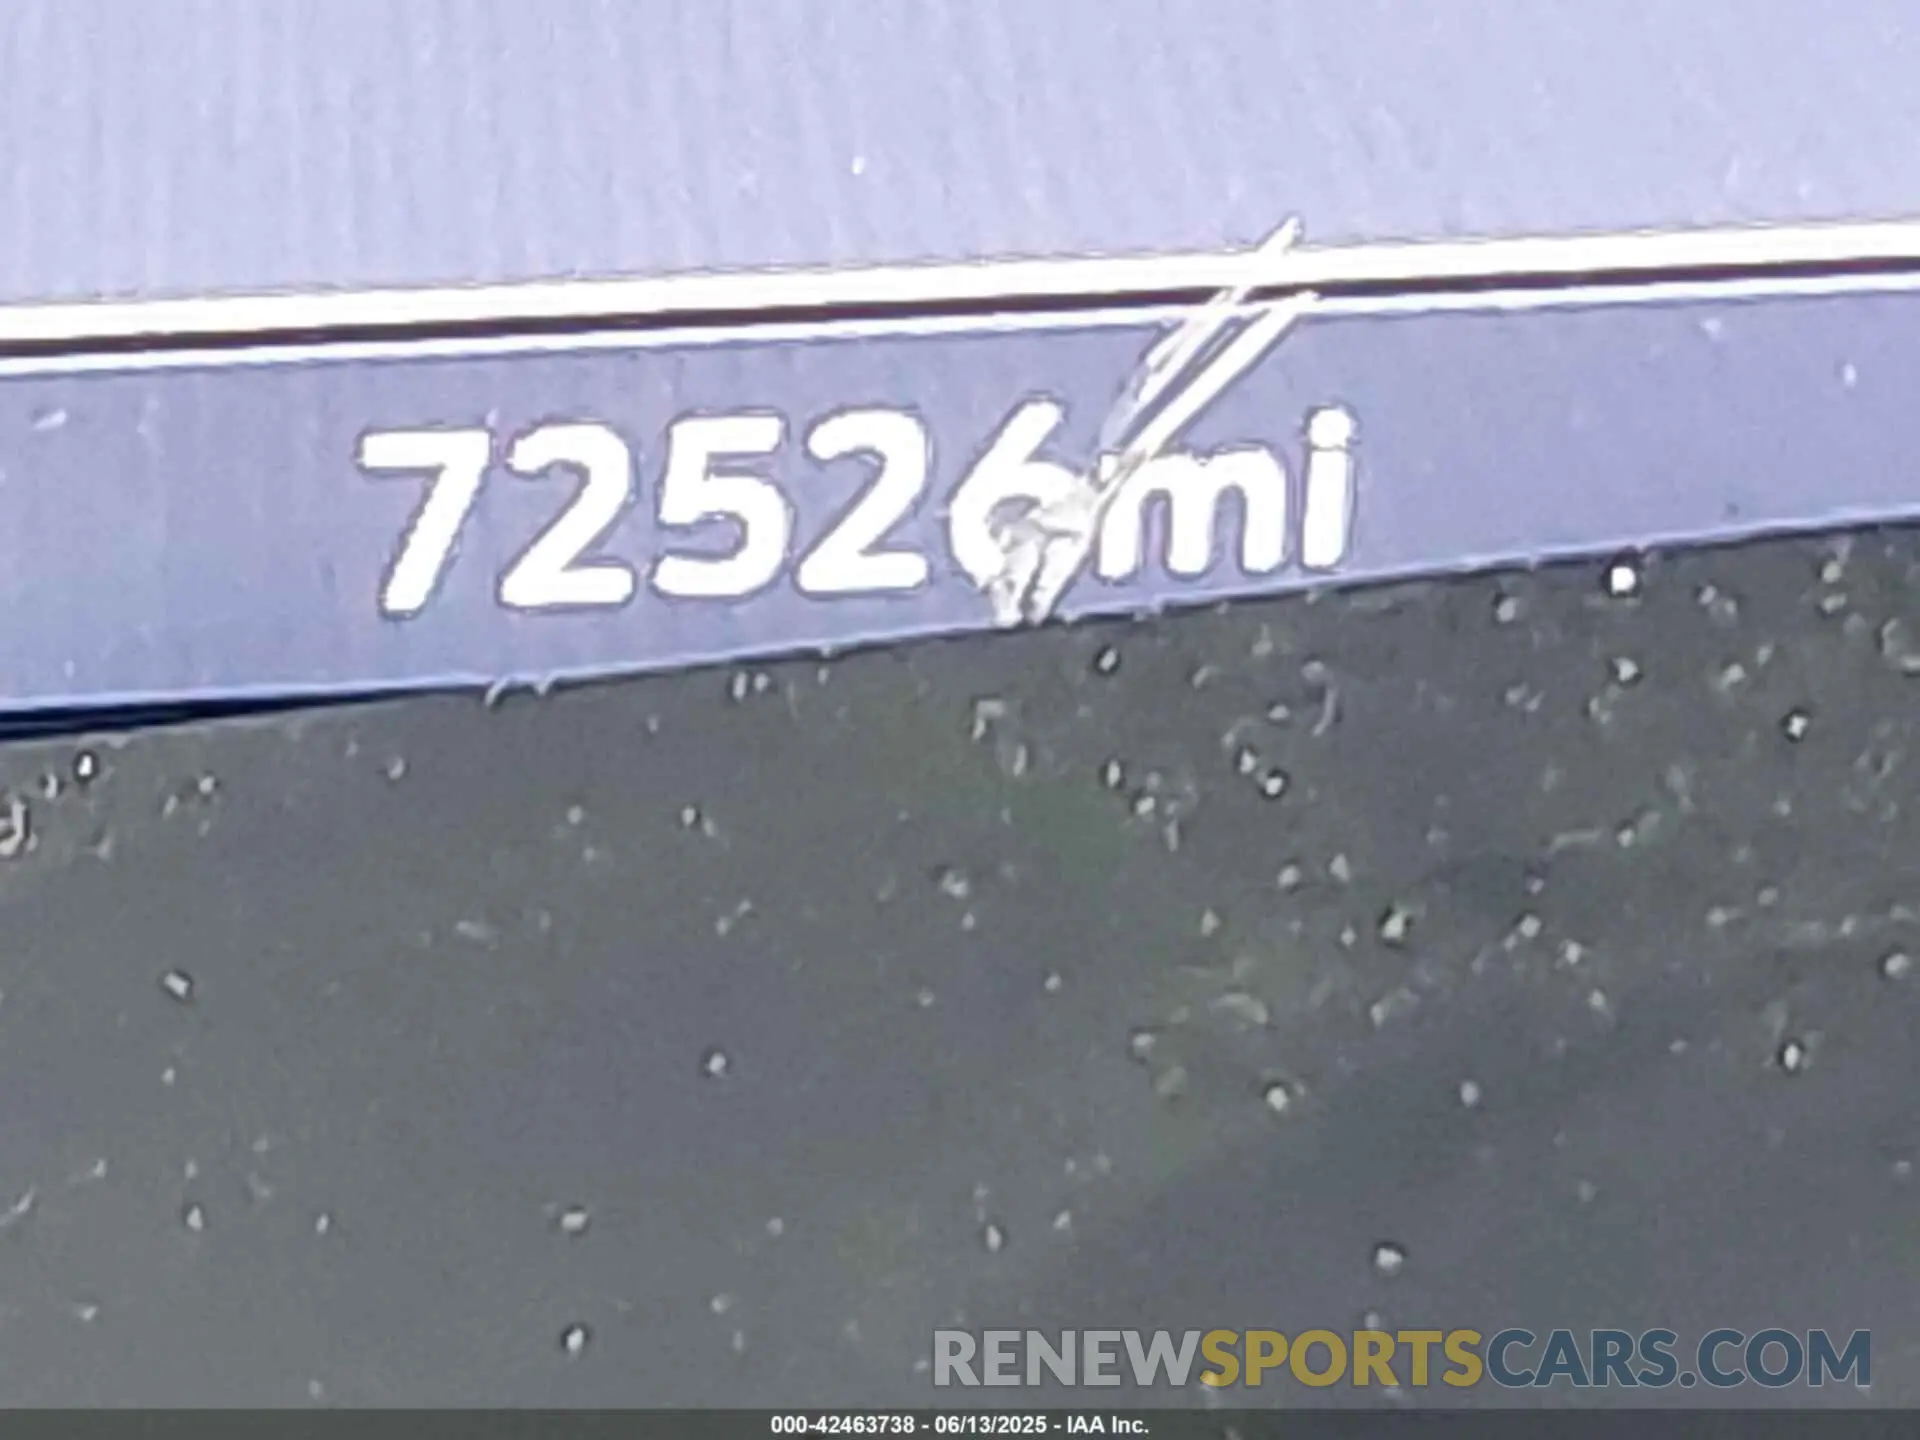 72526mi
RENEWSPORTSCARS.COM
000-42463738 - 06/13/2025 - IAA Inc.